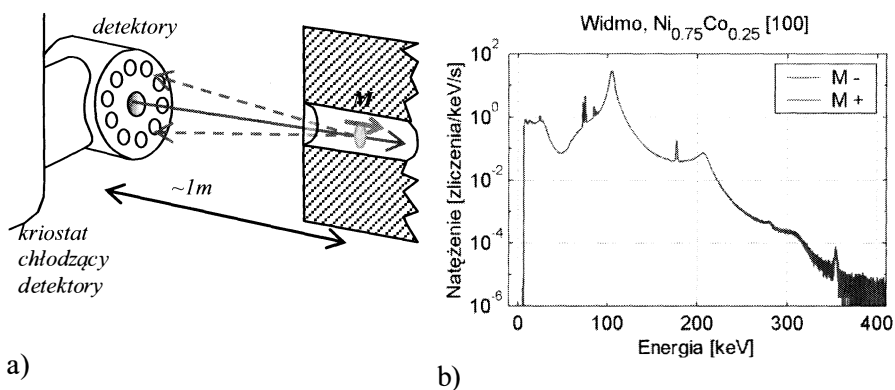 detektory
M
~1m
kriostat
chłodzący
detektory
a)
Widmo, Ni0.75Co0.25 [100]
Natężenie [zliczenia/keV/s]
10^2
10^0
10^-2
10^-4
10^-6
M -
M +
0
100
200
300
400
Energia [keV]
b)